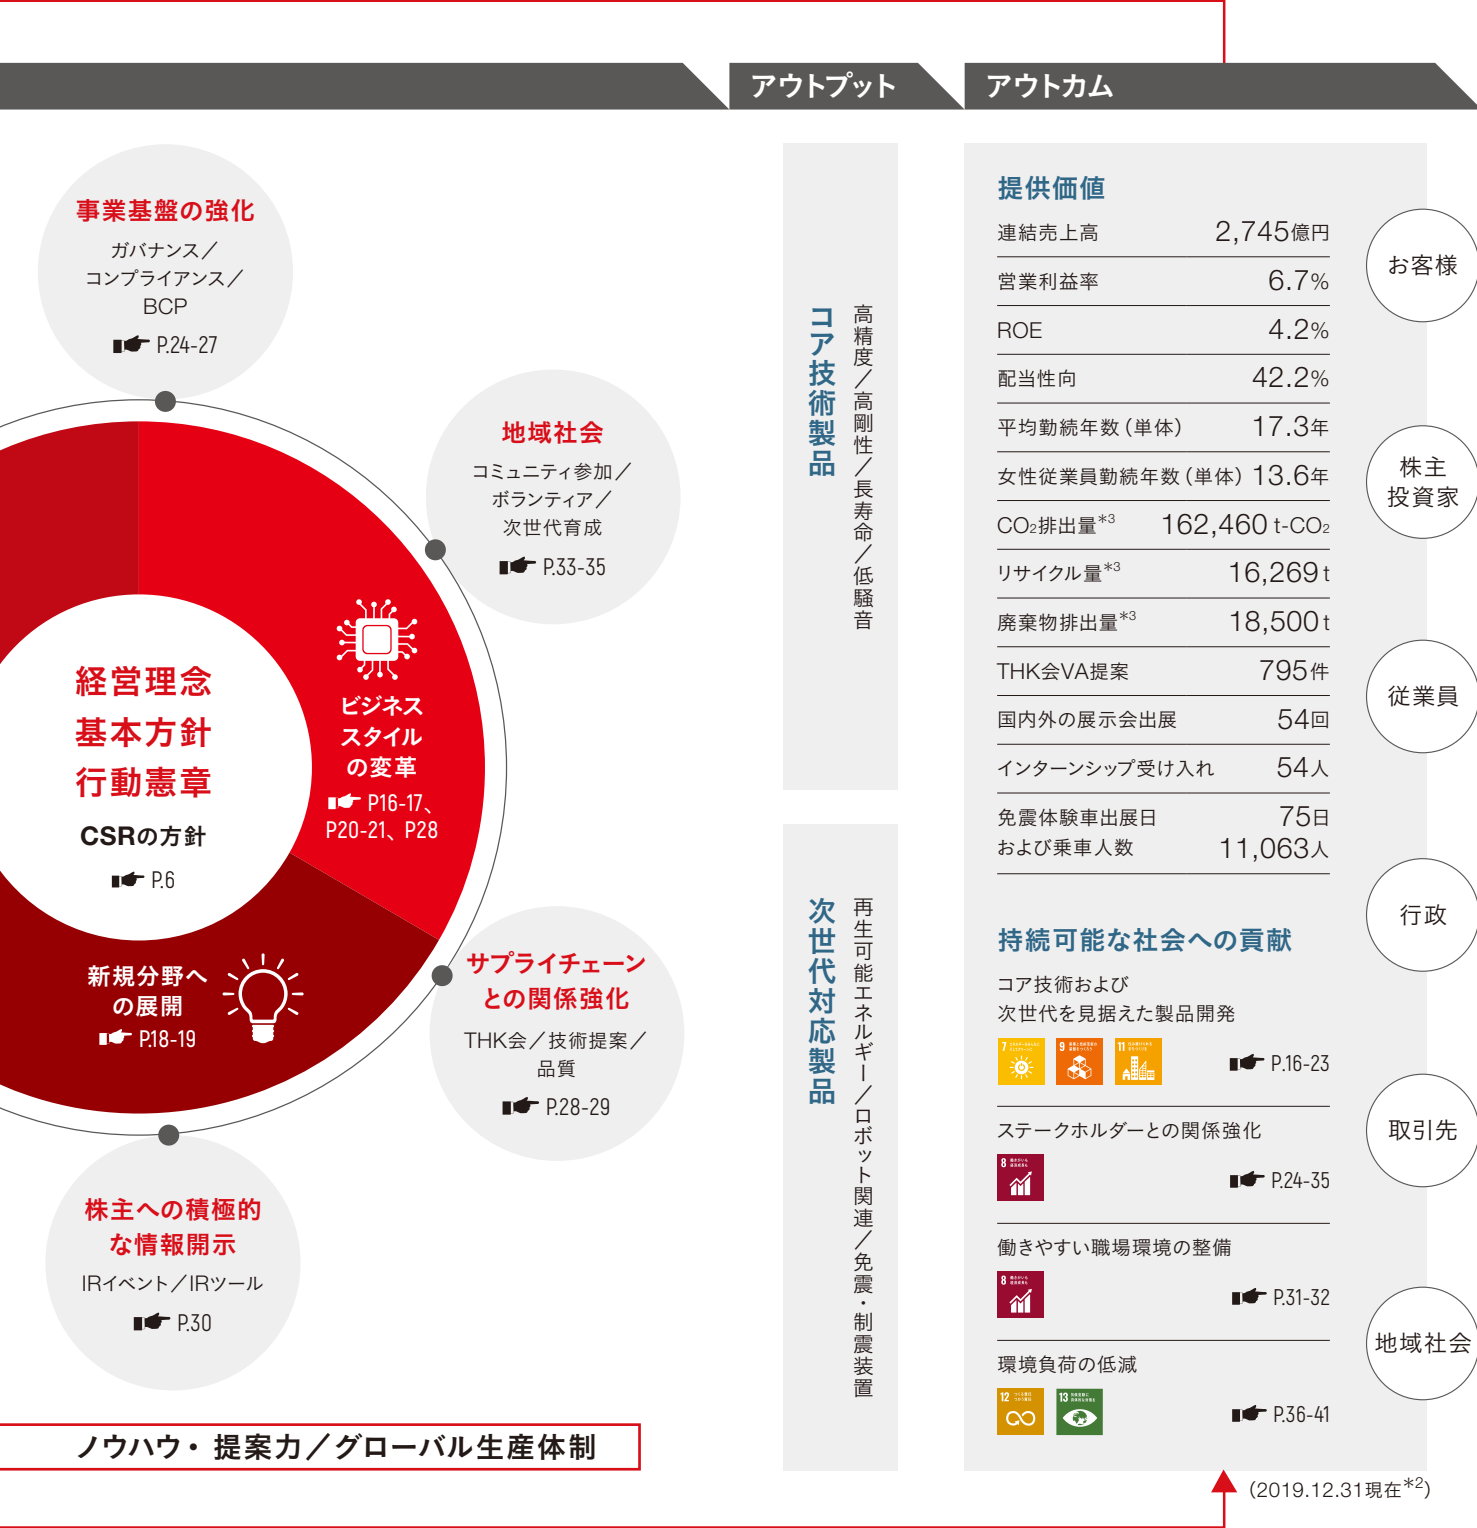 アウトプット
アウトカム
事業基盤の強化
ガバナンス／
コンプライアンス／
BCP
P.24-27
地域社会
コミュニティ参加／
ボランティア／
次世代育成
P.33-35
経営理念
基本方針
行動憲章
CSRの方針
P.6
ビジネス
スタイル
の変革
P16-17、
P20-21、P28
新規分野へ
の展開
P.18-19
サプライチェーン
との関係強化
THK会／技術提案／
品質
P.28-29
株主への積極的
な情報開示
IRイベント／IRツール
P.30
ノウハウ・提案力／グローバル生産体制
コア技術製品
高精度／高剛性／長寿命／低騒音
次世代対応製品
再生可能エネルギー／ロボット関連／免震・制震装置
提供価値
連結売上高 2,745億円
営業利益率 6.7%
ROE 4.2%
配当性向 42.2%
平均勤続年数（単体） 17.3年
女性従業員勤続年数（単体） 13.6年
CO₂排出量*3 162,460 t-CO₂
リサイクル量*3 16,269t
廃棄物排出量*3 18,500t
THK会VA提案 795件
国内外の展示会出展 54回
インターンシップ受け入れ 54人
免震体験車出展日 75日
および乗車人数 11,063人
持続可能な社会への貢献
コア技術および
次世代を見据えた製品開発
7 9 11 P.16-23
ステークホルダーとの関係強化
8 P.24-35
働きやすい職場環境の整備
8 P.31-32
環境負荷の低減
12 13 P.36-41
お客様
株主
投資家
従業員
行政
取引先
地域社会
（2019.12.31現在*2）